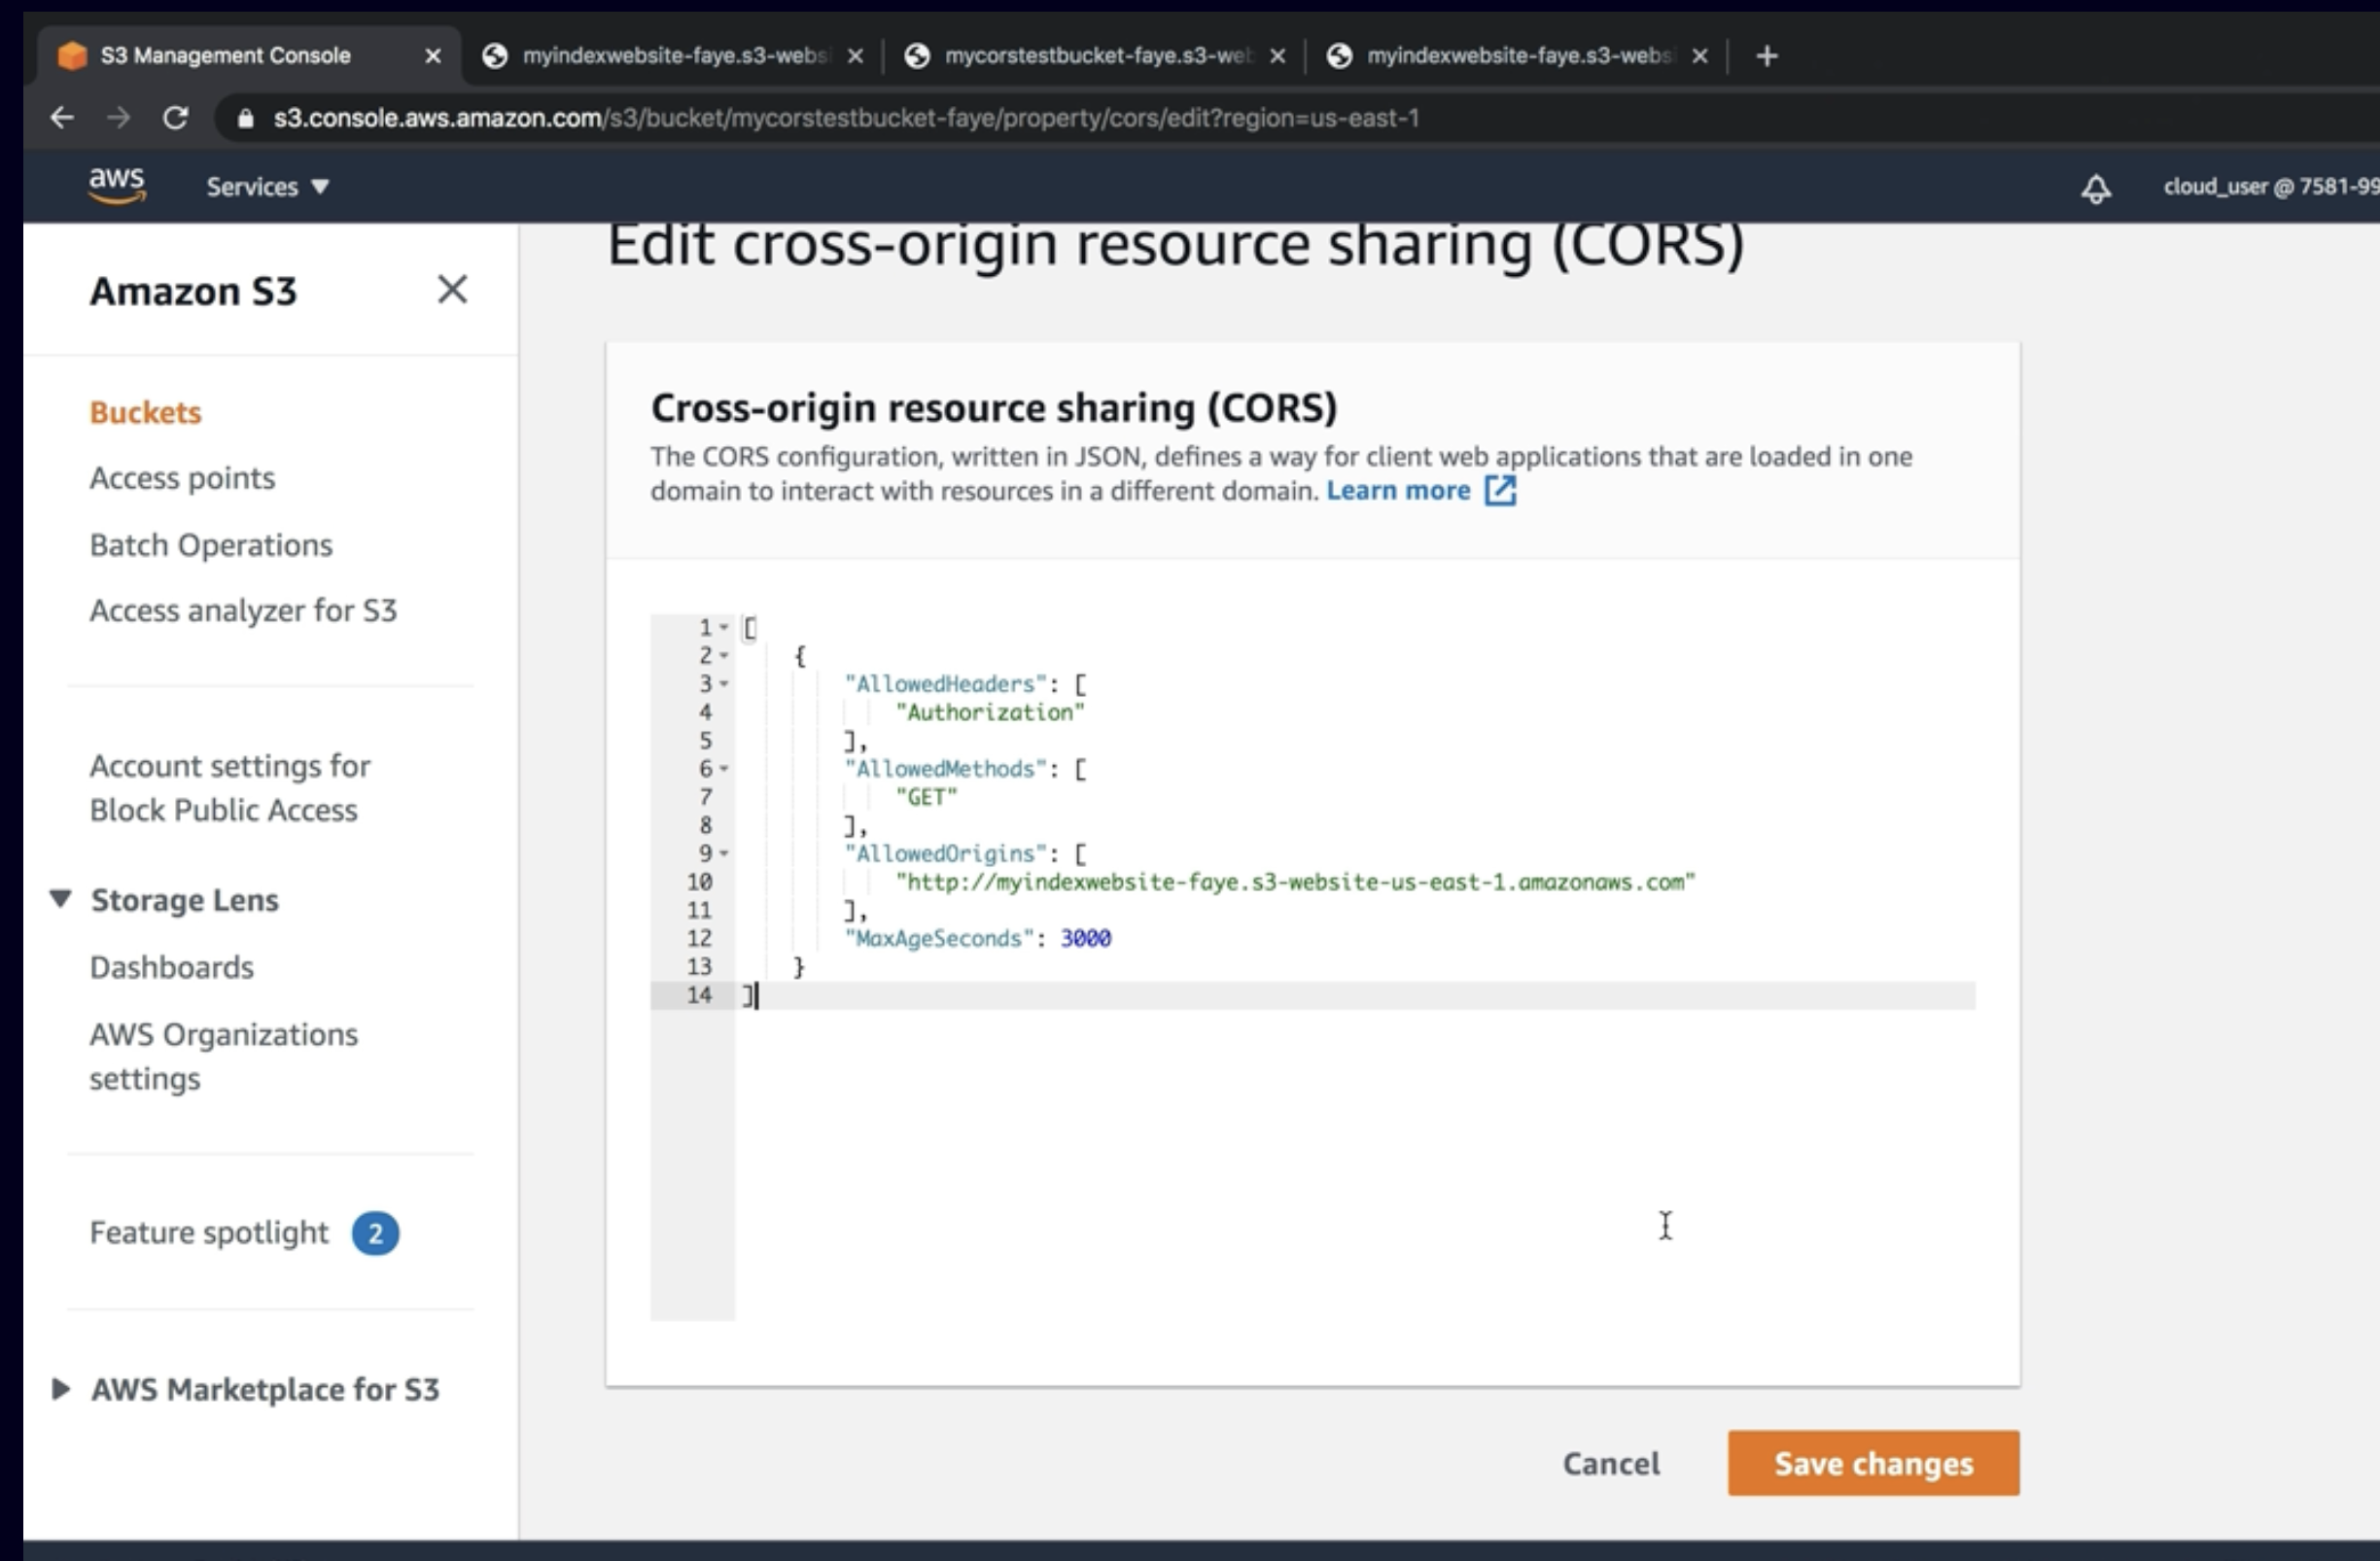 S3 Management Console
myindexwebsite-faye.s3-webs
mycorstestbucket-faye.s3-web
myindexwebsite-faye.s3-webs
s3.console.aws.amazon.com/s3/bucket/mycorstestbucket-faye/property/cors/edit?region=us-east-1
aws
Services
cloud_user @ 7581-99
Amazon S3
Buckets
Access points
Batch Operations
Access analyzer for S3
Account settings for
Block Public Access
Storage Lens
Dashboards
AWS Organizations
settings
Feature spotlight 2
AWS Marketplace for S3
Edit cross-origin resource sharing (CORS)
Cross-origin resource sharing (CORS)
The CORS configuration, written in JSON, defines a way for client web applications that are loaded in one
domain to interact with resources in a different domain. Learn more
1 [
2 {
3 "AllowedHeaders": [
4 "Authorization"
5 ],
6 "AllowedMethods": [
7 "GET"
8 ],
9 "AllowedOrigins": [
10 "http://myindexwebsite-faye.s3-website-us-east-1.amazonaws.com"
11 ],
12 "MaxAgeSeconds": 3000
13 }
14 ]
Cancel
Save changes